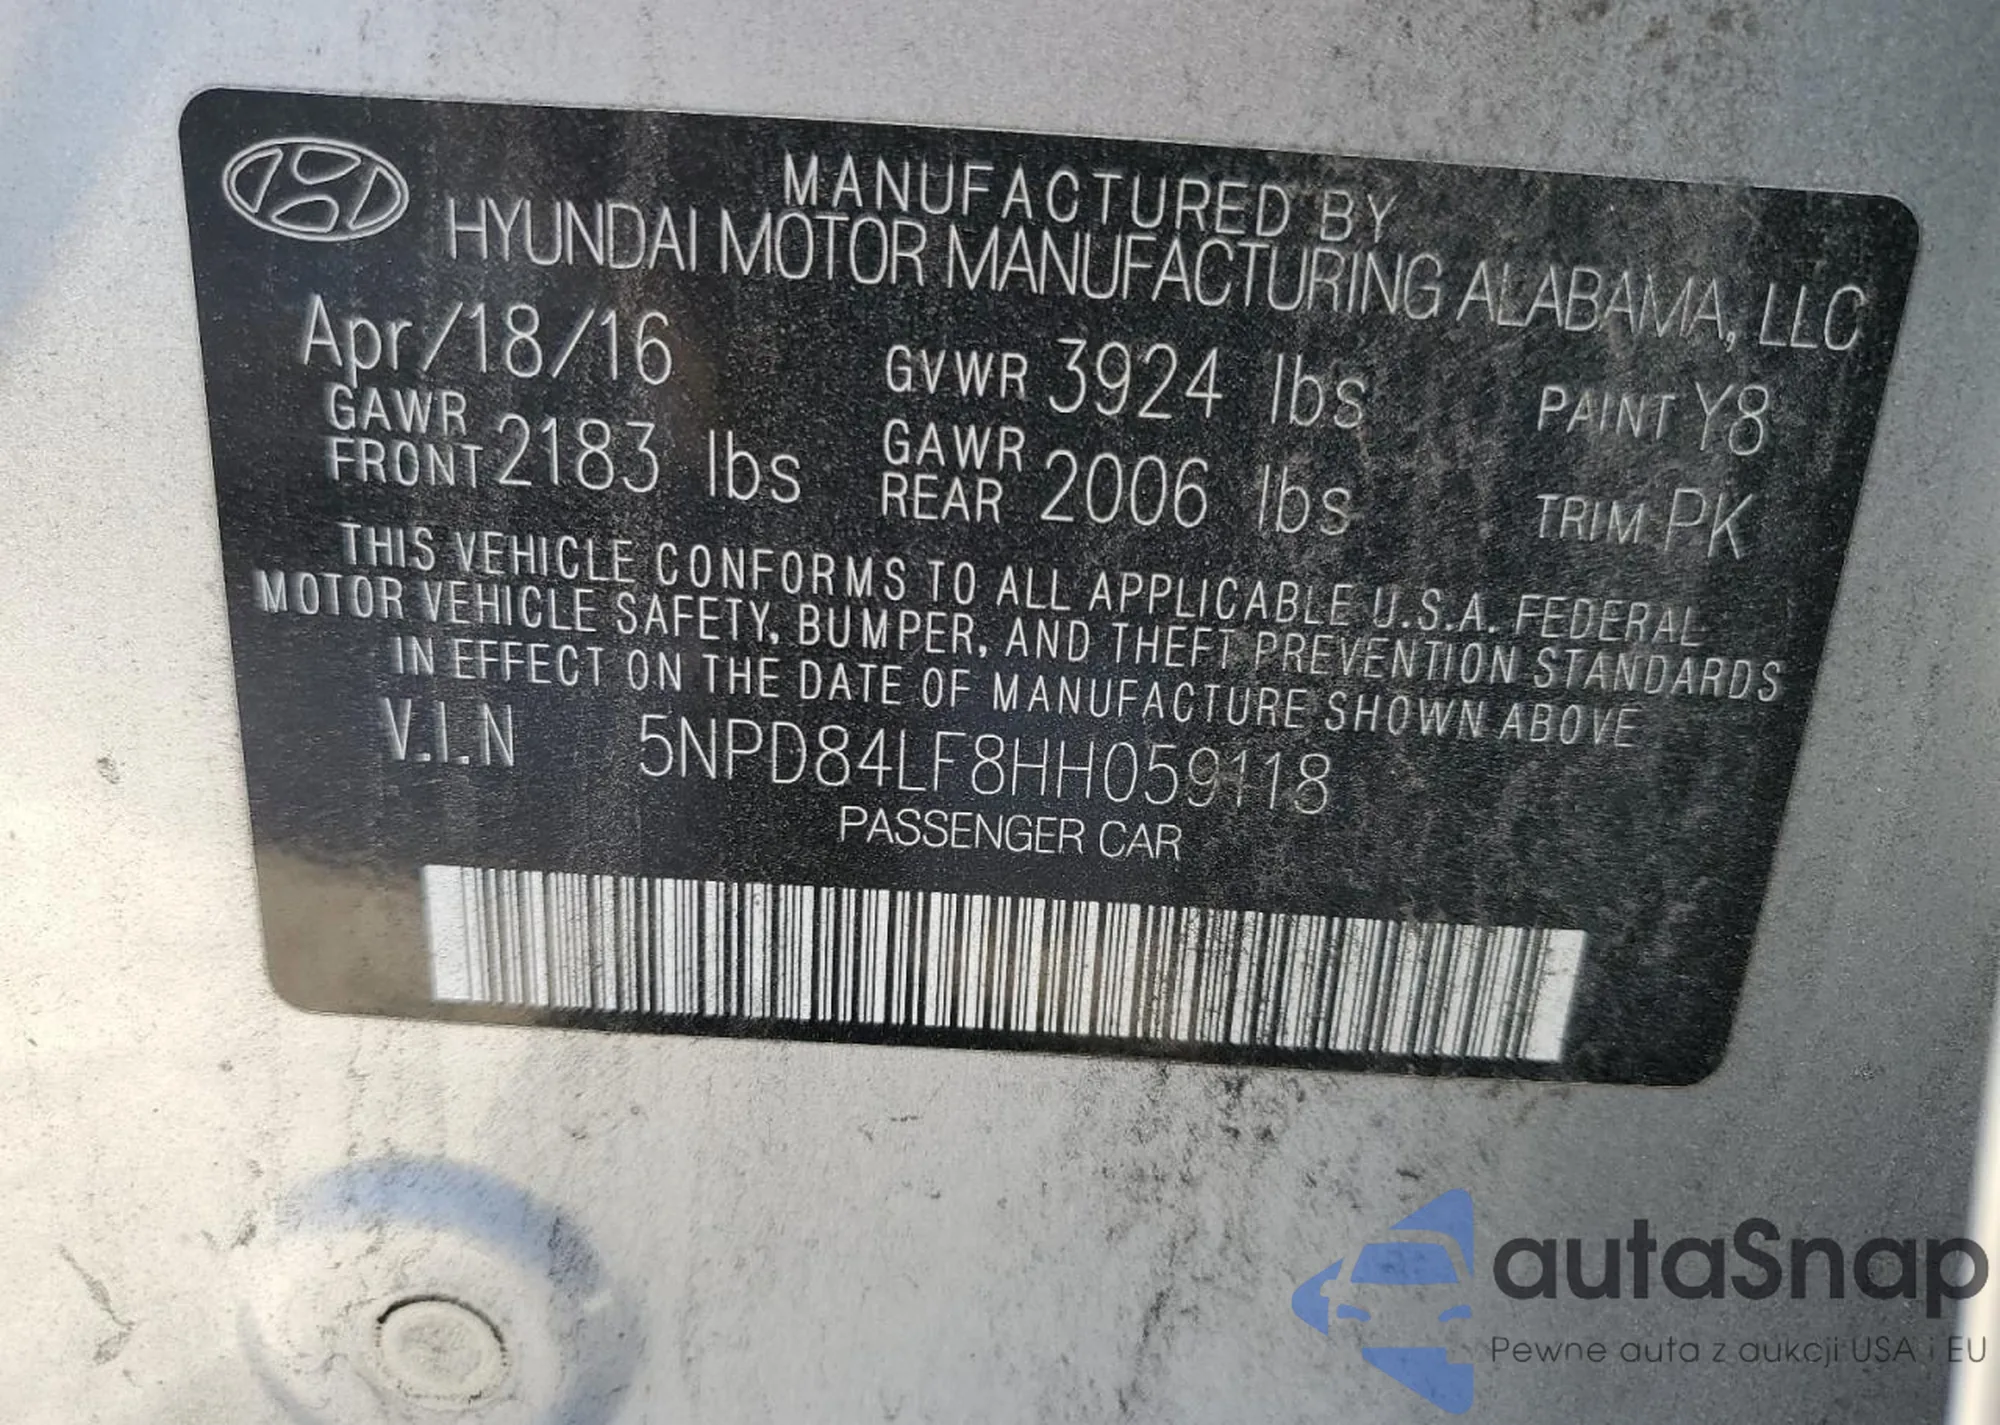 MANUFACTURED BY
HYUNDAI MOTOR MANUFACTURING ALABAMA, LLC
Apr/18/16 GVWR 3924 lbs PAINT Y8
GAWR FRONT 2183 lbs GAWR REAR 2006 lbs TRIM PK
THIS VEHICLE CONFORMS TO ALL APPLICABLE U.S.A. FEDERAL
MOTOR VEHICLE SAFETY, BUMPER, AND THEFT PREVENTION STANDARDS
IN EFFECT ON THE DATE OF MANUFACTURE SHOWN ABOVE
V.I.N 5NPD84LF8HH059118
PASSENGER CAR
autaSnap
Pewne auta z aukcji USA i EU